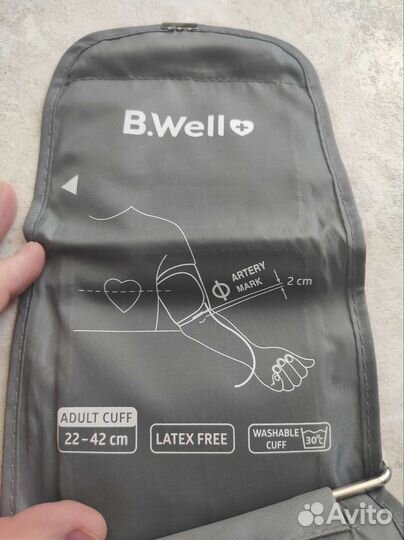 B.Well
ARTERY
MARK
2 cm
ADULT CUFF
22-42 cm
LATEX FREE
WASHABLE
CUFF
30°C
Avito